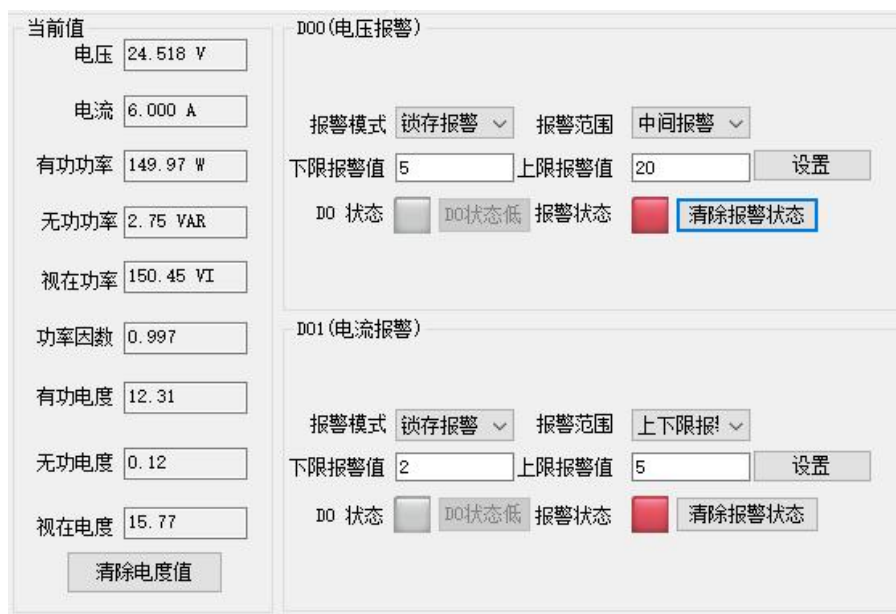 当前值
电压 24.518 V
电流 6.000 A
有功功率 149.97 W
无功功率 2.75 VAR
视在功率 150.45 VI
功率因数 0.997
有功电度 12.31
无功电度 0.12
视在电度 15.77
清除电度值
DO0(电压报警)
报警模式 锁存报警 报警范围 中间报警
下限报警值 5 上限报警值 20 设置
DO 状态 DO状态低 报警状态 清除报警状态
DO1(电流报警)
报警模式 锁存报警 报警范围 上下限报
下限报警值 2 上限报警值 5 设置
DO 状态 DO状态低 报警状态 清除报警状态